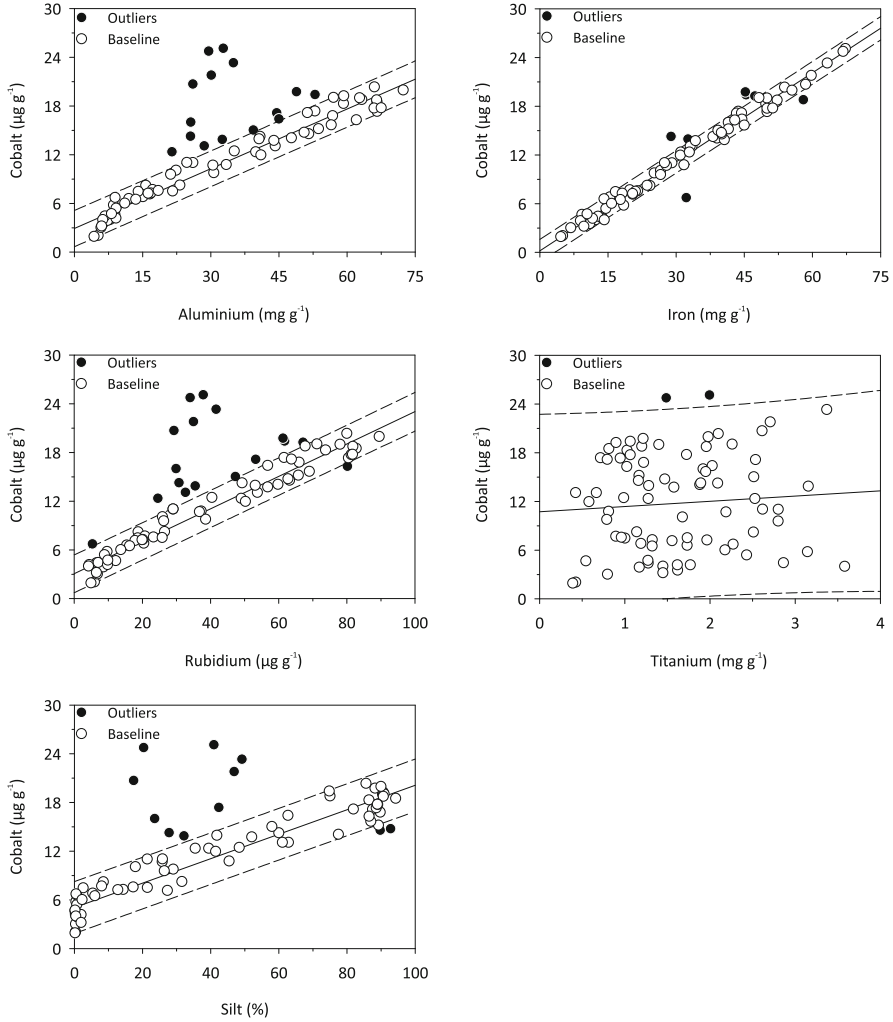 30
24
18
12
6
0
Cobalt (µg g⁻¹)
Outliers
Baseline
0 15 30 45 60 75
Aluminium (mg g⁻¹)
30
24
18
12
6
0
Cobalt (µg g⁻¹)
Outliers
Baseline
0 15 30 45 60 75
Iron (mg g⁻¹)
30
24
18
12
6
0
Cobalt (µg g⁻¹)
Outliers
Baseline
0 20 40 60 80 100
Rubidium (µg g⁻¹)
30
24
18
12
6
0
Cobalt (µg g⁻¹)
Outliers
Baseline
0 1 2 3 4
Titanium (mg g⁻¹)
30
24
18
12
6
0
Cobalt (µg g⁻¹)
Outliers
Baseline
0 20 40 60 80 100
Silt (%)